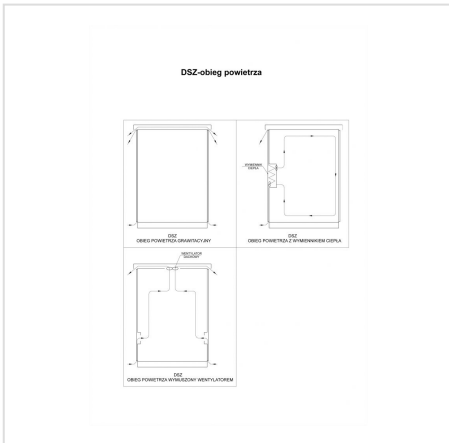 DSZ-obieg powietrza
DSZ
OBIEG POWIETRZA GRAWITACYJNY
WYMIENNIK
CIEPŁA
DSZ
OBIEG POWIETRZA Z WYMIENNIKIEM CIEPŁA
WENTYLATOR
DACHOWY
DSZ
OBIEG POWIETRZA WYMUSZONY WENTYLATOREM